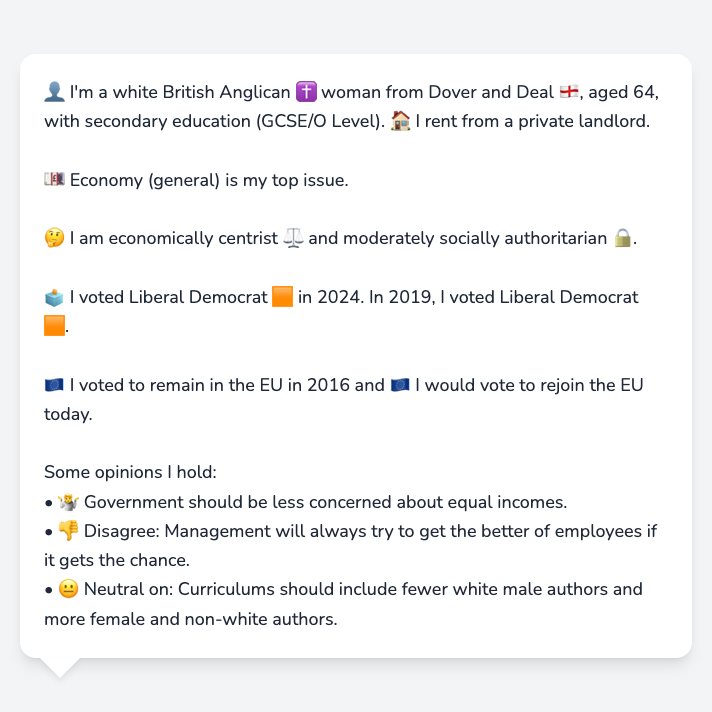 👤 I'm a white British Anglican ✝️ woman from Dover and Deal 🏴󠁧󠁢󠁥󠁮󠁧󠁿, aged 64,
with secondary education (GCSE/O Level). 🏠 I rent from a private landlord.
💷 Economy (general) is my top issue.
🤔 I am economically centrist ⚖️ and moderately socially authoritarian 🔒.
🗳️ I voted Liberal Democrat 🟧 in 2024. In 2019, I voted Liberal Democrat
🟧.
🇪🇺 I voted to remain in the EU in 2016 and 🇪🇺 I would vote to rejoin the EU
today.
Some opinions I hold:
• 🤷 Government should be less concerned about equal incomes.
• 👎 Disagree: Management will always try to get the better of employees if
it gets the chance.
• 😐 Neutral on: Curriculums should include fewer white male authors and
more female and non-white authors.